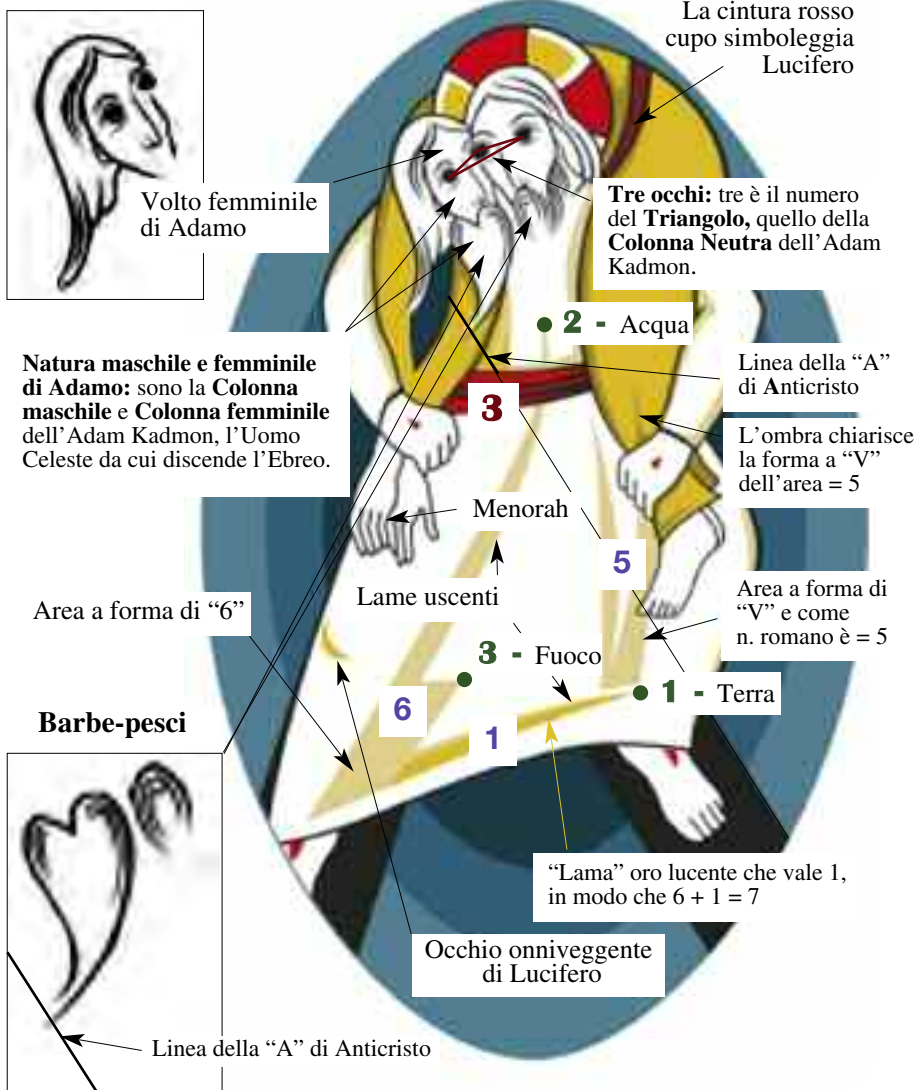 La cintura rosso
cupo simboleggia
Lucifero
Volto femminile
di Adamo
Tre occhi: tre è il numero
del Triangolo, quello della
Colonna Neutra dell’Adam
Kadmon.
2 - Acqua
Natura maschile e femminile
di Adamo: sono la Colonna
maschile e Colonna femminile
dell’Adam Kadmon, l’Uomo
Celeste da cui discende l’Ebreo.
Linea della “A”
di Anticristo
3
L’ombra chiarisce
la forma a “V”
dell’area = 5
Menorah
5
Lame uscenti
Area a forma di
“V” e come
n. romano è = 5
Area a forma di “6”
3 - Fuoco
1 - Terra
6
1
Barbe-pesci
“Lama” oro lucente che vale 1,
in modo che 6 + 1 = 7
Occhio onniveggente
di Lucifero
Linea della “A” di Anticristo